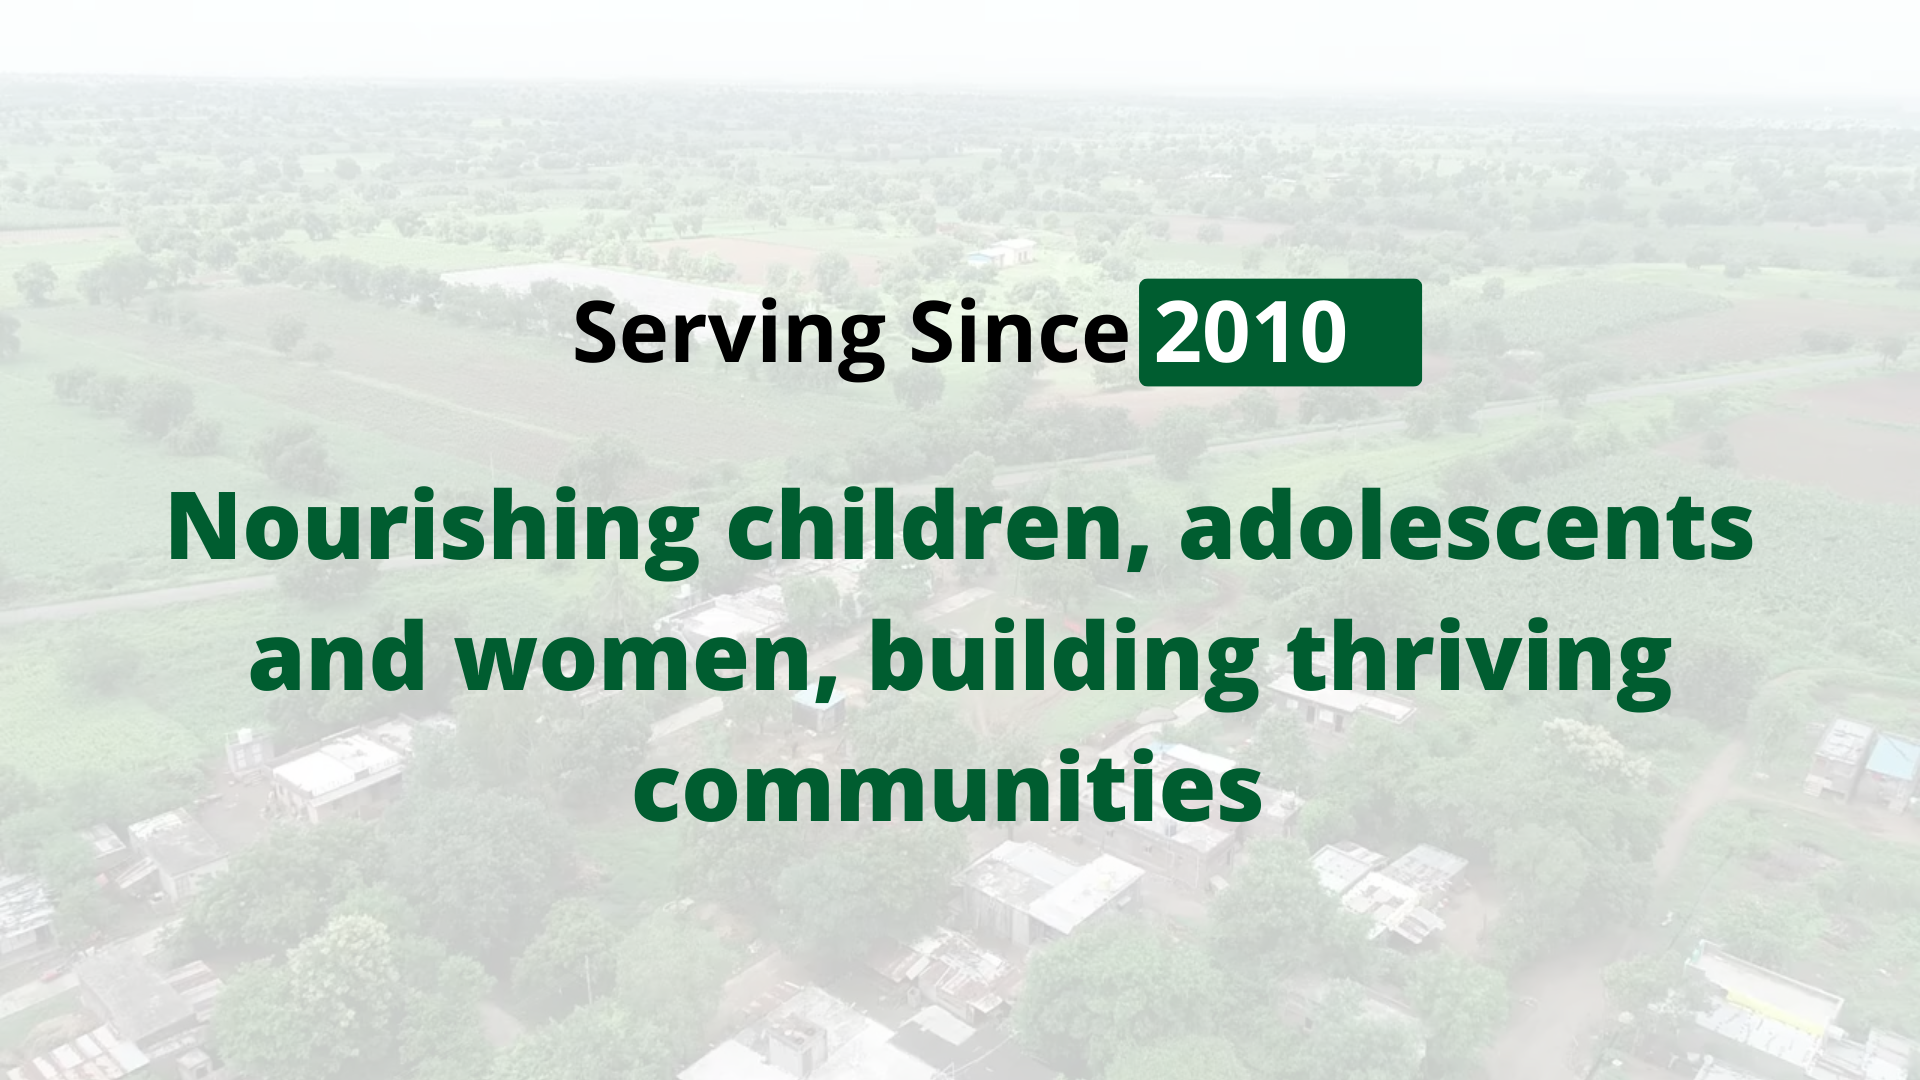 Serving Since 2010
Nourishing children, adolescents
and women, building thriving
communities